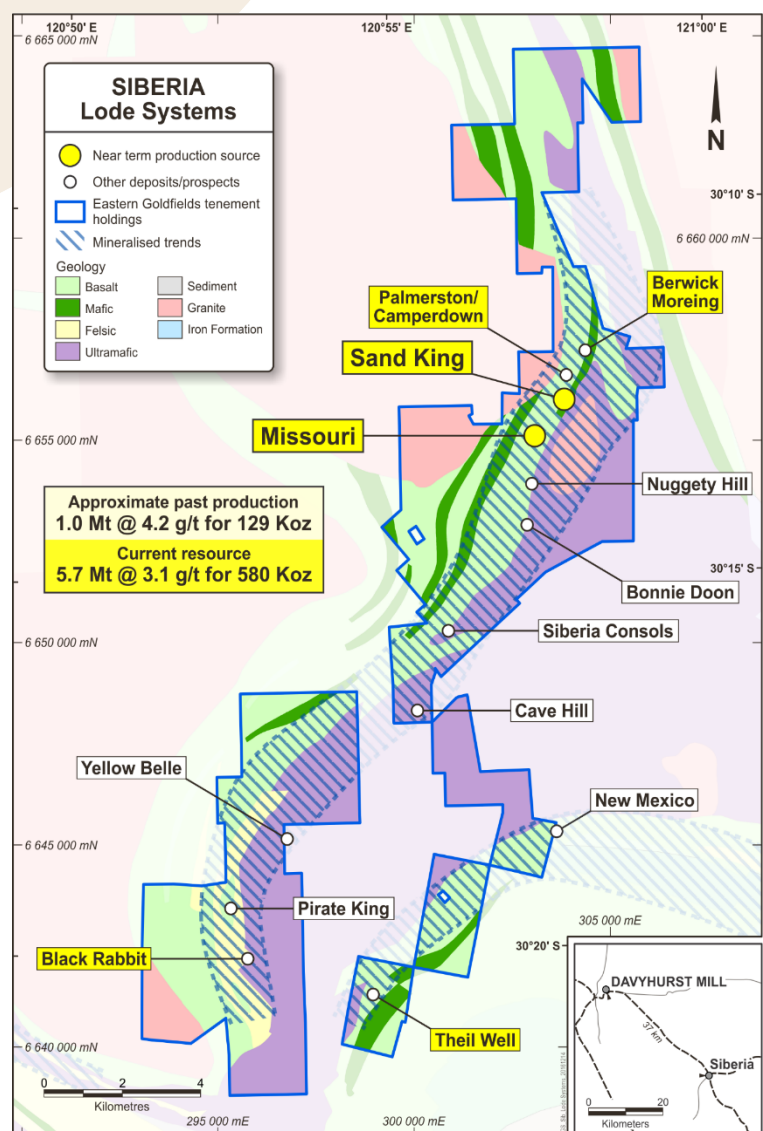 120°50' E
120°55' E
121°00' E
6 665 000 mN
SIBERIA
Lode Systems
Near term production source
Other deposits/prospects
Eastern Goldfields tenement
holdings
Mineralised trends
Geology
Basalt
Mafic
Felsic
Ultramafic
Sediment
Granite
Iron Formation
N
30°10' S
6 660 000 mN
Berwick
Moreing
Palmerston/
Camperdown
Sand King
Missouri
6 655 000 mN
Nuggety Hill
Approximate past production
1.0 Mt @ 4.2 g/t for 129 Koz
Current resource
5.7 Mt @ 3.1 g/t for 580 Koz
30°15' S
Bonnie Doon
Siberia Consols
6 650 000 mN
Cave Hill
Yellow Belle
New Mexico
6 645 000 mN
Pirate King
305 000 mE
30°20' S
Black Rabbit
Theil Well
6 640 000 mN
0 2 4
Kilometres
295 000 mE
300 000 mE
DAVYHURST MILL
37 km
Siberia
0 20
Kilometers